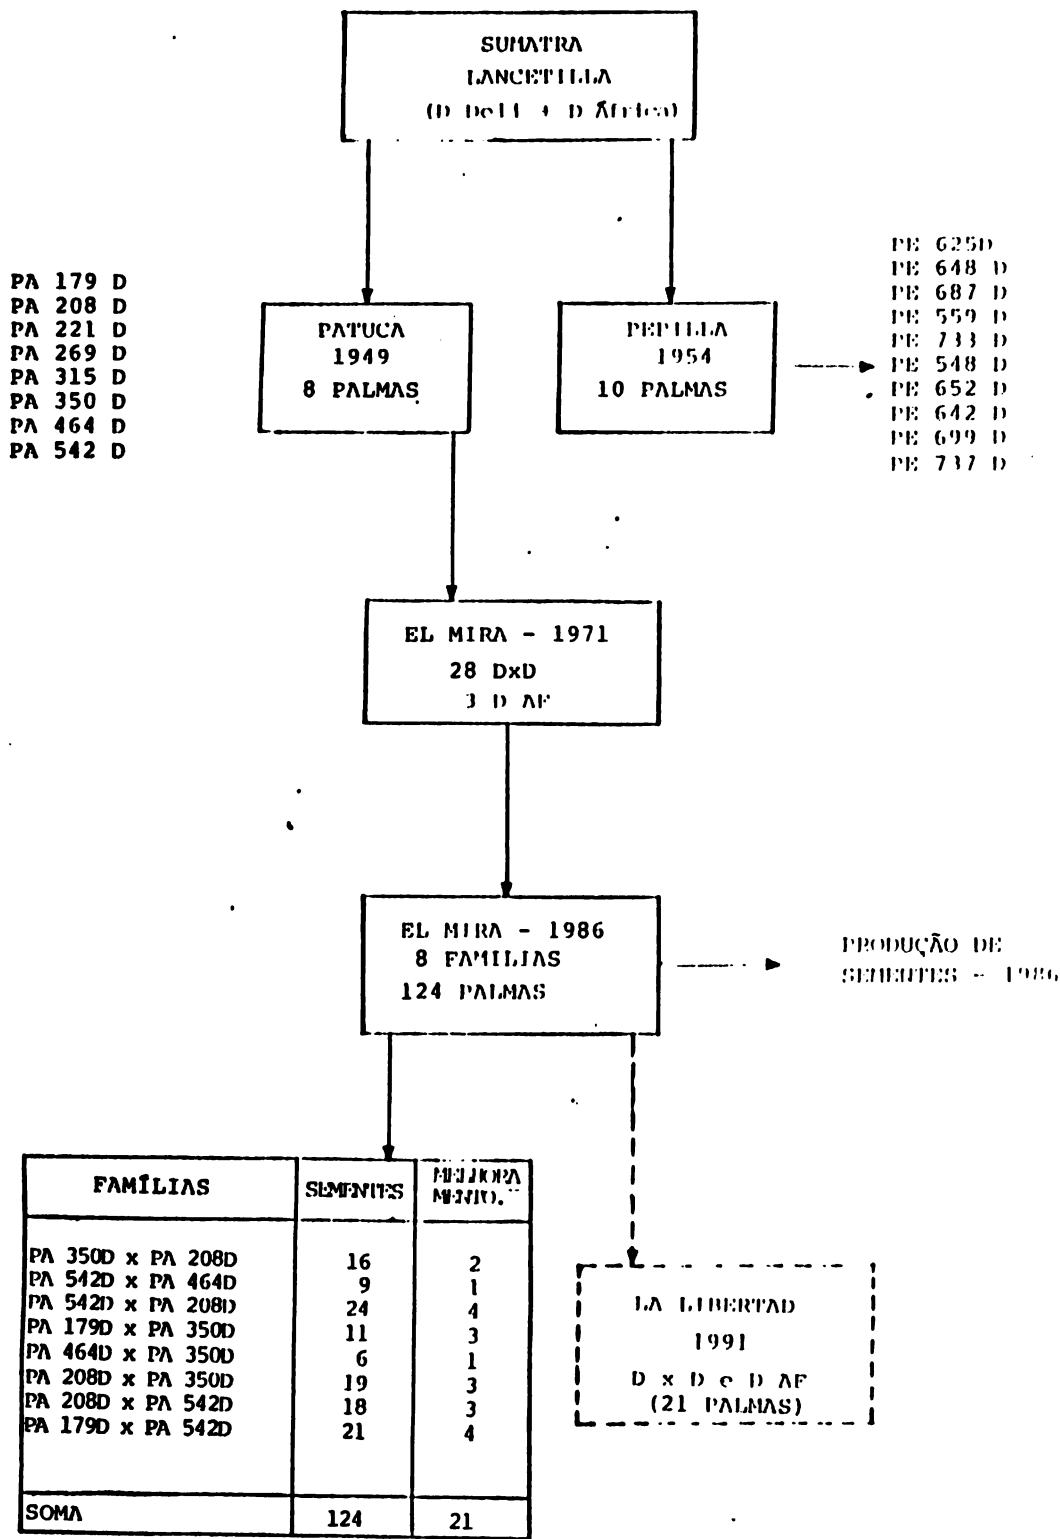 SUMATRA
LANCETILLA
(D Deli + D África)
PA 179 D
PA 208 D
PA 221 D
PA 269 D
PA 315 D
PA 350 D
PA 464 D
PA 542 D
PATUCA
1949
8 PALMAS
PEPILLA
1954
10 PALMAS
PE 625D
PE 648 D
PE 687 D
PE 559 D
PE 733 D
PE 548 D
PE 652 D
PE 642 D
PE 699 D
PE 737 D
EL MIRA - 1971
28 DxD
3 D AF
EL MIRA - 1986
8 FAMILIAS
124 PALMAS
PRODUÇÃO DE
SEMENTES - 1986
FAMÍLIAS SEMENTES MELHORA
MENTO.
PA 350D x PA 208D 16 2
PA 542D x PA 464D 9 1
PA 542D x PA 208D 24 4
PA 179D x PA 350D 11 3
PA 464D x PA 350D 6 1
PA 208D x PA 350D 19 3
PA 208D x PA 542D 18 3
PA 179D x PA 542D 21 4
SOMA 124 21
LA LIBERTAD
1991
D x D e D AF
(21 PALMAS)